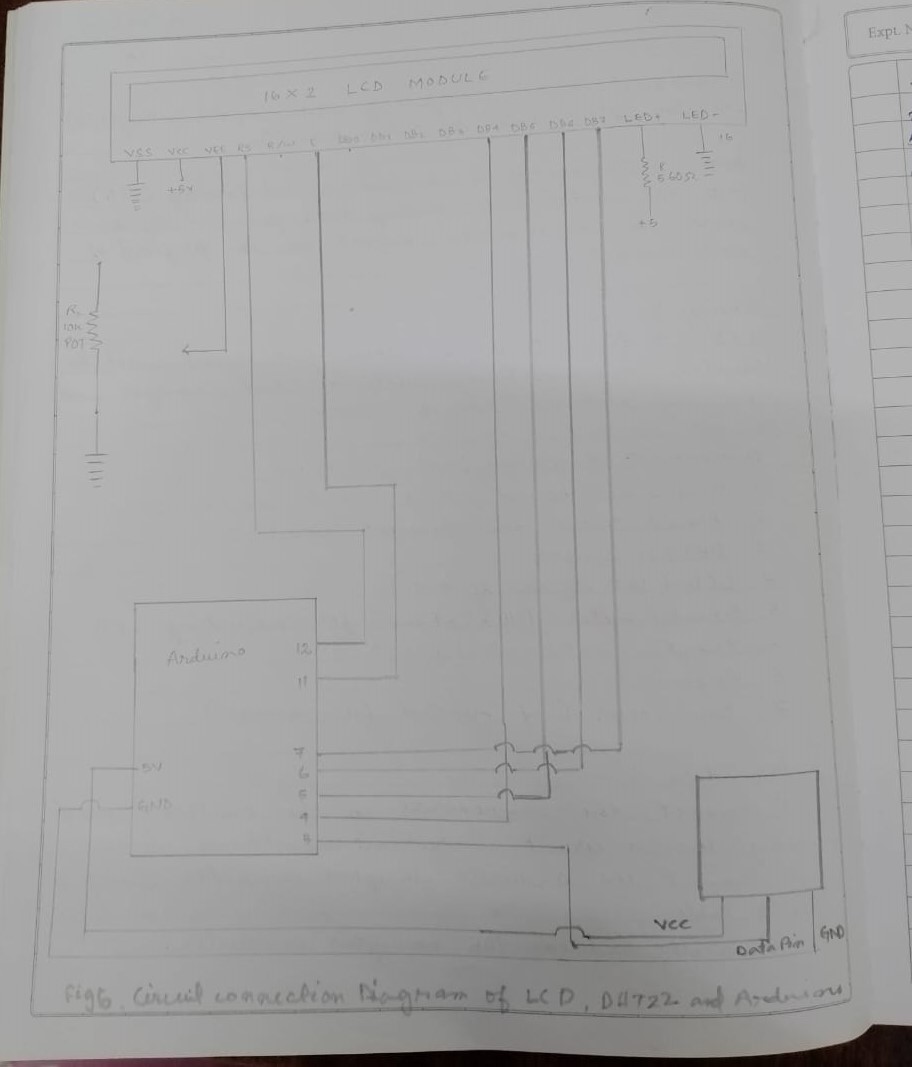 Expt. N
16 X 2 LCD MODULE
VSS VCC VEE RS R/W E DB0 DB1 DB2 DB3 DB4 DB5 DB6 DB7 LED+ LED-
16
+5V
560Ω
+5
10K
POT
Arduino
12
11
7
5V
6
GND
5
4
VCC
Data Pin
GND
Fig6. Circuit connection Diagram of LCD, DHT22 and Arduino